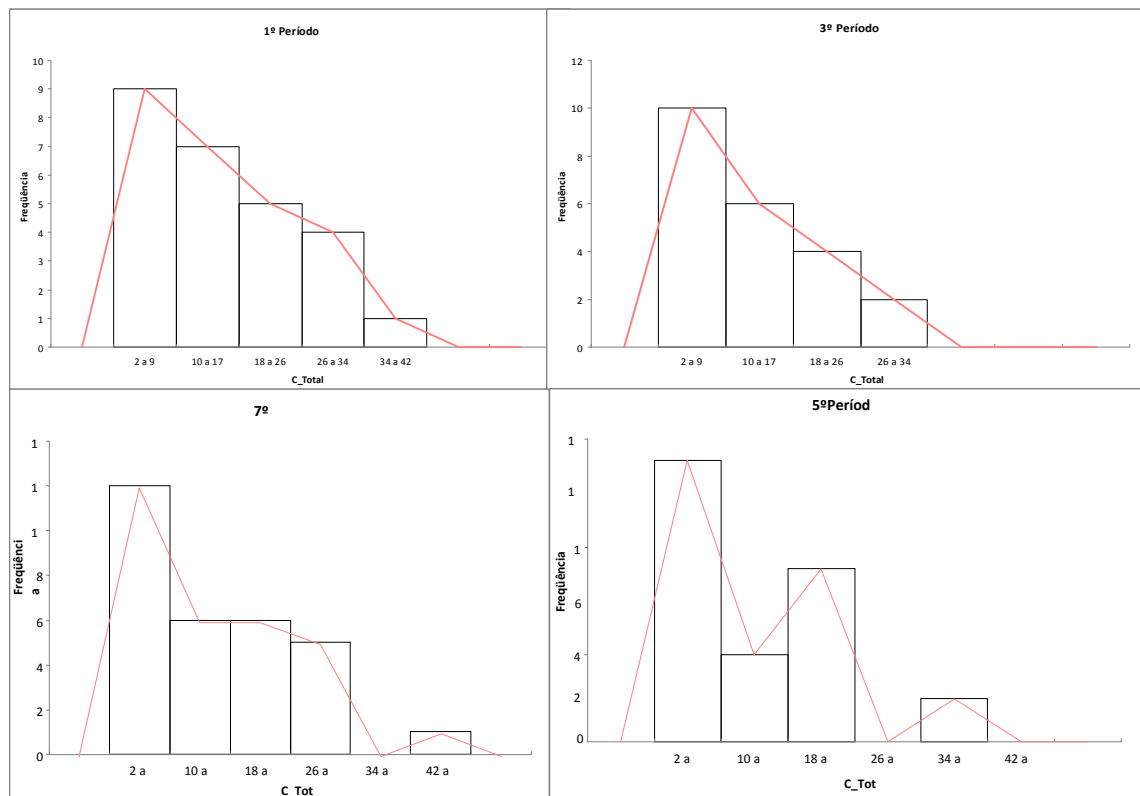 1º Período
10
9
8
7
6
5
4
3
2
1
0
Freqüência
2 a 9 10 a 17 18 a 26 26 a 34 34 a 42
C_Total
3º Período
12
10
8
6
4
2
0
Freqüência
2 a 9 10 a 17 18 a 26 26 a 34
C_Total
7º
1
1
1
8
6
4
2
0
Freqüênci
a
2 a 10 a 18 a 26 a 34 a 42 a
C_Tot
5ºPeríod
1
1
1
6
4
2
0
Freqüência
2 a 10 a 18 a 26 a 34 a 42 a
C_Tot